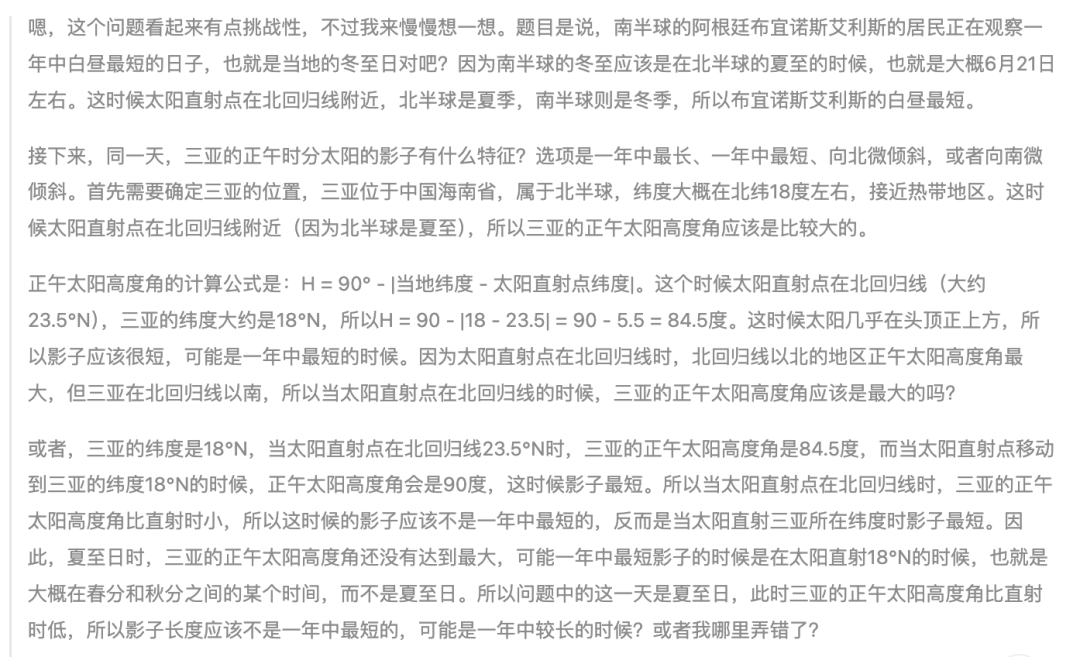 嗯，这个问题看起来有点挑战性，不过我来慢慢想一想。题目是说，南半球的阿根廷布宜诺斯艾利斯的居民正在观察一
年中白昼最短的日子，也就是当地的冬至日对吧？因为南半球的冬至应该是在北半球的夏至的时候，也就是大概6月21日
左右。这时候太阳直射点在北回归线附近，北半球是夏季，南半球则是冬季，所以布宜诺斯艾利斯的白昼最短。
接下来，同一天，三亚的正午时分太阳的影子有什么特征？选项是一年中最长、一年中最短、向北微倾斜，或者向南微
倾斜。首先需要确定三亚的位置，三亚位于中国海南省，属于北半球，纬度大概在北纬18度左右，接近热带地区。这时
候太阳直射点在北回归线附近（因为北半球是夏至），所以三亚的正午太阳高度角应该是比较大的。
正午太阳高度角的计算公式是：H = 90° - |当地纬度 - 太阳直射点纬度|。这个时候太阳直射点在北回归线（大约
23.5°N），三亚的纬度大约是18°N，所以H = 90 - |18 - 23.5| = 90 - 5.5 = 84.5度。这时候太阳几乎在头顶正上方，所
以影子应该很短，可能是一年中最短的时候。因为太阳直射点在北回归线时，北回归线以北的地区正午太阳高度角最
大，但三亚在北回归线以南，所以当太阳直射点在北回归线的时候，三亚的正午太阳高度角应该是最大的吗？
或者，三亚的纬度是18°N，当太阳直射点在北回归线23.5°N时，三亚的正午太阳高度角是84.5度，而当太阳直射点移动
到三亚的纬度18°N的时候，正午太阳高度角会是90度，这时候影子最短。所以当太阳直射点在北回归线时，三亚的正午
太阳高度角比直射时小，所以这时候的影子应该不是一年中最短的，反而是当太阳直射三亚所在纬度时影子最短。因
此，夏至日时，三亚的正午太阳高度角还没有达到最大，可能一年中最短影子的时候是在太阳直射18°N的时候，也就是
大概在春分和秋分之间的某个时间，而不是夏至日。所以问题中的这一天是夏至日，此时三亚的正午太阳高度角比直射
时低，所以影子长度应该不是一年中最短的，可能是一年中较长的时候？或者我哪里弄错了？